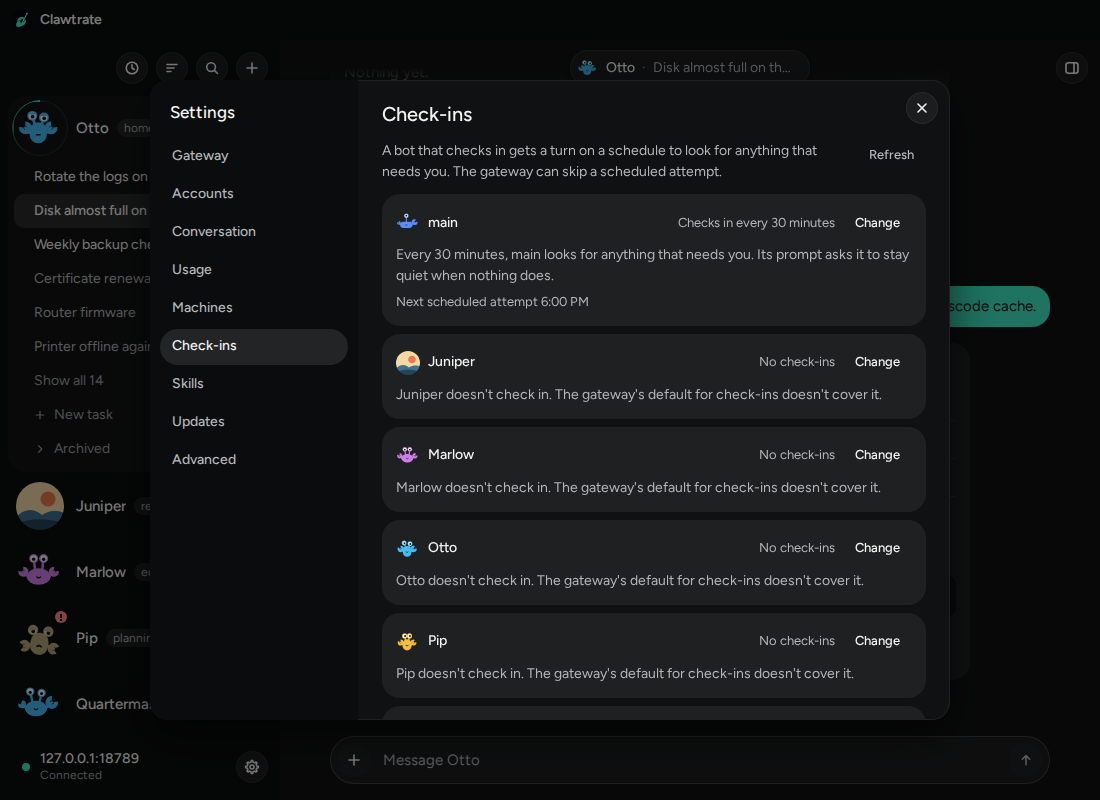 Clawtrate
Nothing yet.
Otto · Disk almost full on th...
Otto
Rotate the logs on
Disk almost full on
Weekly backup che
Certificate renewa
Router firmware
Printer offline again
Show all 14
+ New task
Archived
Juniper re
Marlow
Pip plannin
Quarterma
127.0.0.1:18789
Connected
Settings
Gateway
Accounts
Conversation
Usage
Machines
Check-ins
Skills
Updates
Advanced
Check-ins
A bot that checks in gets a turn on a schedule to look for anything that
needs you. The gateway can skip a scheduled attempt.
Refresh
main
Checks in every 30 minutes
Change
Every 30 minutes, main looks for anything that needs you. Its prompt asks it to stay
quiet when nothing does.
Next scheduled attempt 6:00 PM
Juniper
No check-ins
Change
Juniper doesn't check in. The gateway's default for check-ins doesn't cover it.
Marlow
No check-ins
Change
Marlow doesn't check in. The gateway's default for check-ins doesn't cover it.
Otto
No check-ins
Change
Otto doesn't check in. The gateway's default for check-ins doesn't cover it.
Pip
No check-ins
Change
Pip doesn't check in. The gateway's default for check-ins doesn't cover it.
scode cache.
Message Otto